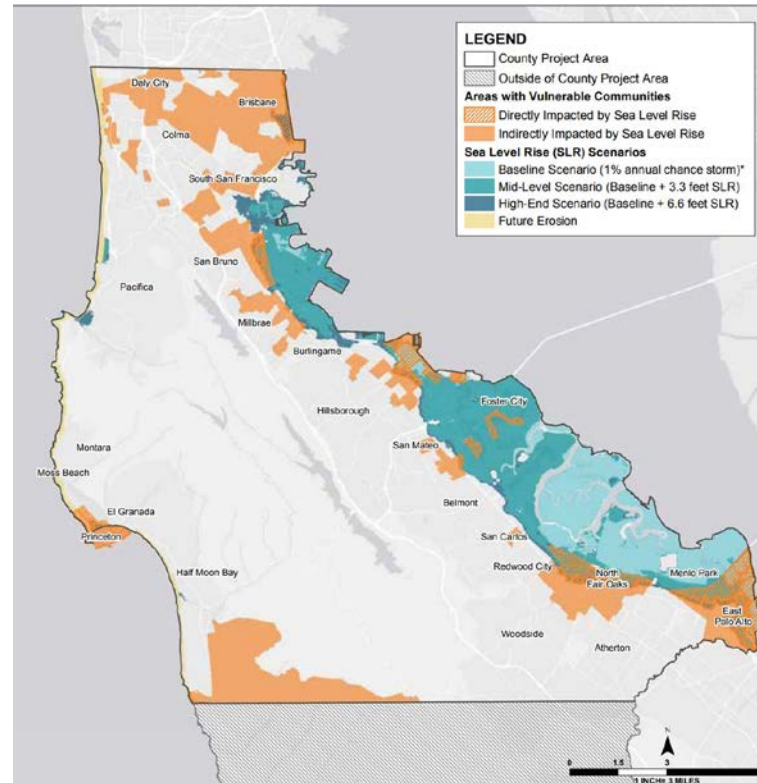 LEGEND
County Project Area
Outside of County Project Area
Areas with Vulnerable Communities
Directly Impacted by Sea Level Rise
Indirectly Impacted by Sea Level Rise
Sea Level Rise (SLR) Scenarios
Baseline Scenario (1% annual chance storm)*
Mid-Level Scenario (Baseline + 3.3 feet SLR)
High-End Scenario (Baseline + 6.6 feet SLR)
Future Erosion
Daly City
Brisbane
Colma
South San Francisco
San Bruno
Pacifica
Millbrae
Burlingame
Hillsborough
Foster City
San Mateo
Montara
Moss Beach
El Granada
Princeton
Belmont
San Carlos
Half Moon Bay
Redwood City
North
Fair Oaks
Menlo Park
East
Palo Alto
Woodside
Atherton
N
0 1.5 3
1 INCH= 3 MILES